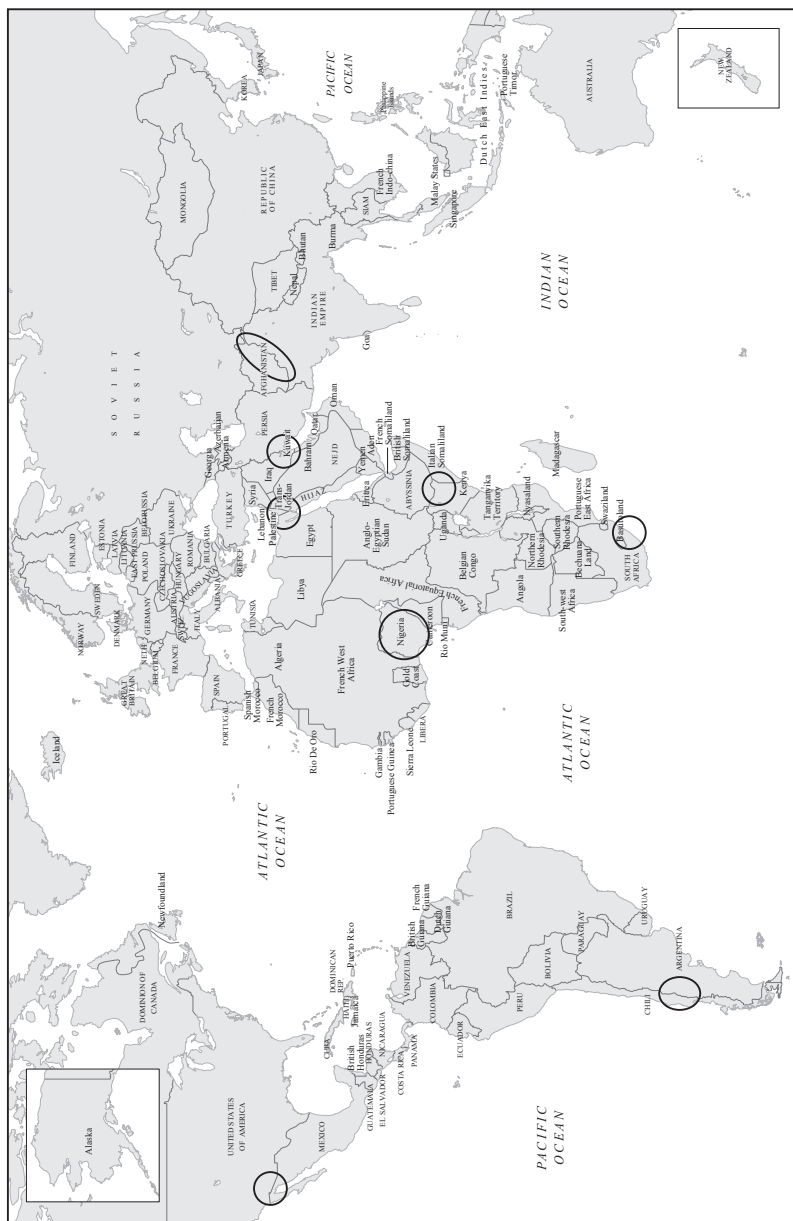 Alaska
UNITED STATES
OF AMERICA
DOMINION OF
CANADA
Newfoundland
MEXICO
CUBA
HAITI
DOMINICAN
REP.
Puerto Rico
Jamaica
British
Honduras
HONDURAS
GUATEMALA
EL SALVADOR
NICARAGUA
COSTA RICA
PANAMA
VENEZUELA
British
Guiana
Dutch
Guiana
French
Guiana
COLOMBIA
ECUADOR
PERU
BRAZIL
BOLIVIA
PARAGUAY
URUGUAY
CHILI
ARGENTINA
PACIFIC
OCEAN
ATLANTIC
OCEAN
ATLANTIC
OCEAN
Iceland
NORWAY
SWEDEN
FINLAND
ESTONIA
LATVIA
LITHUANIA
EAST PRUSSIA
DENMARK
GREAT
BRITAIN
NETH
BELGIUM
GERMANY
POLAND
BELORUSSIA
UKRAINE
CZECHOSLOVAKIA
AUSTRIA
HUNGARY
ROMANIA
FRANCE
SWITZ
ITALY
YUGOSLAVIA
BULGARIA
ALBANIA
GREECE
SPAIN
PORTUGAL
TURKEY
Georgia
Azerbaijan
Armenia
SOVIET
RUSSIA
Spanish
Morocco
French
Morocco
Algeria
TUNISIA
Libya
Egypt
Rio De Oro
French West
Africa
Gambia
Portuguese Guinea
Sierra Leone
LIBERA
Gold
Coast
Nigeria
Cameroon
Rio Muni
French Equatorial Africa
Anglo-
Egyptian
Sudan
Eritrea
ABYSSINIA
French
Somaliland
British
Somaliland
Italian
Somaliland
Uganda
Kenya
Belgian
Congo
Tanganyika
Territory
Angola
Northern
Rhodesia
Nyasaland
Southern
Rhodesia
Portuguese
East Africa
South-west
Africa
Bechuana-
Land
Swaziland
Basutoland
SOUTH
AFRICA
Madagascar
Lebanon
Syria
Palestine
Trans-
Jordan
Iraq
Kuwait
PERSIA
HIJAZ
NEJD
Bahrain
Qatar
Oman
Yemen
Aden
AFGHANISTAN
INDIAN
EMPIRE
Goa
TIBET
Nepal
Bhutan
Burma
MONGOLIA
REPUBLIC
OF CHINA
KOREA
JAPAN
SIAM
French
Indo-china
Philippine
Islands
Malay States
Singapore
Dutch East Indies
Portuguese
Timor
AUSTRALIA
NEW
ZEALAND
INDIAN
OCEAN
PACIFIC
OCEAN